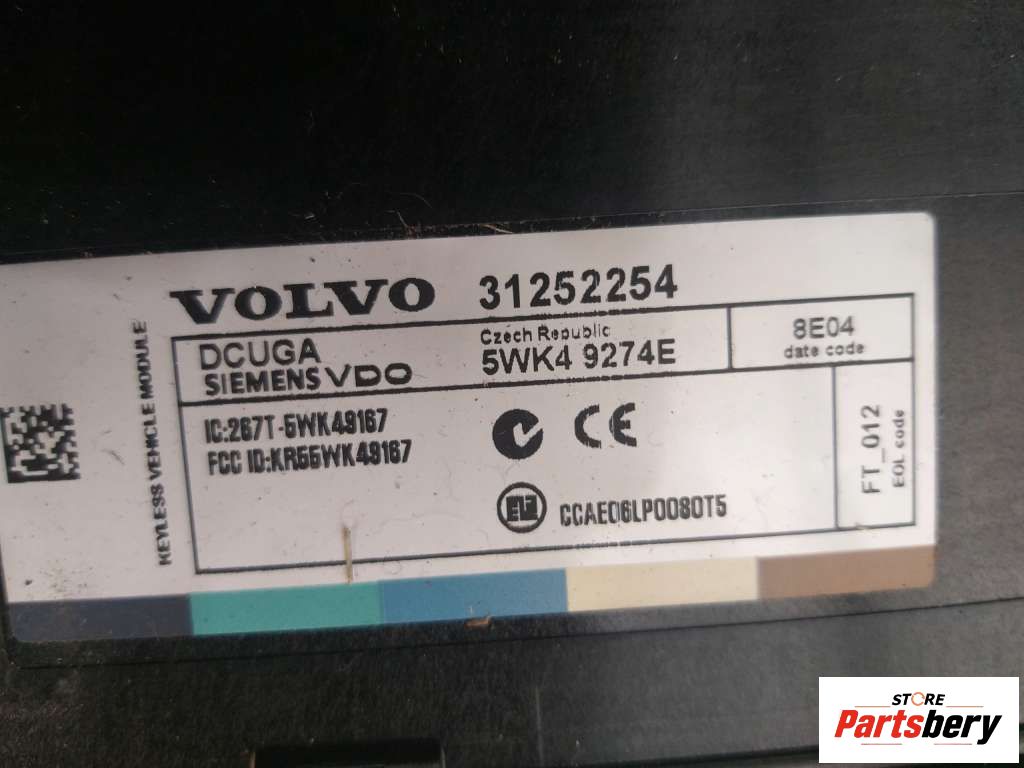 VOLVO 31252254
DCUGA
SIEMENS VDO
Czech Republic
5WK4 9274E
8E04
date code
KEYLESS VEHICLE MODULE
IC:267T-5WK49167
FCC ID:KR55WK49167
CE
CCAE06LP0080T5
FT_012
EOL code
STORE
Partsbery